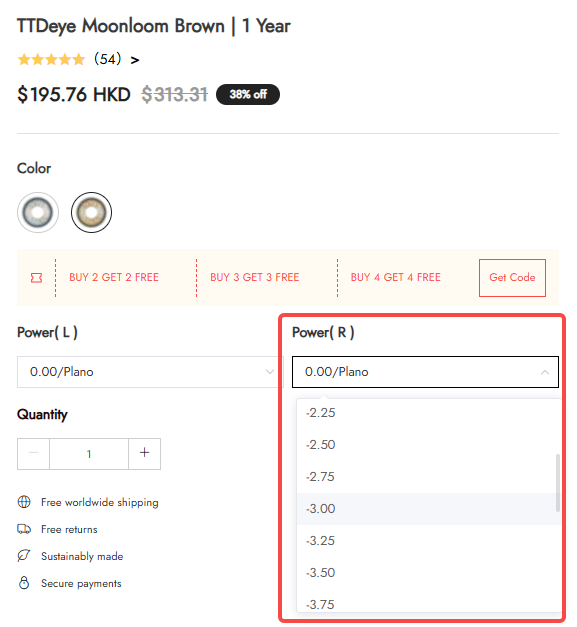 TTDeye Moonloom Brown | 1 Year
(54) >
$195.76 HKD $313.31 38% off
Color
BUY 2 GET 2 FREE BUY 3 GET 3 FREE BUY 4 GET 4 FREE Get Code
Power( L ) Power( R )
0.00/Plano 0.00/Plano
Quantity
- 1 +
-2.25
-2.50
-2.75
-3.00
-3.25
-3.50
-3.75
Free worldwide shipping
Free returns
Sustainably made
Secure payments